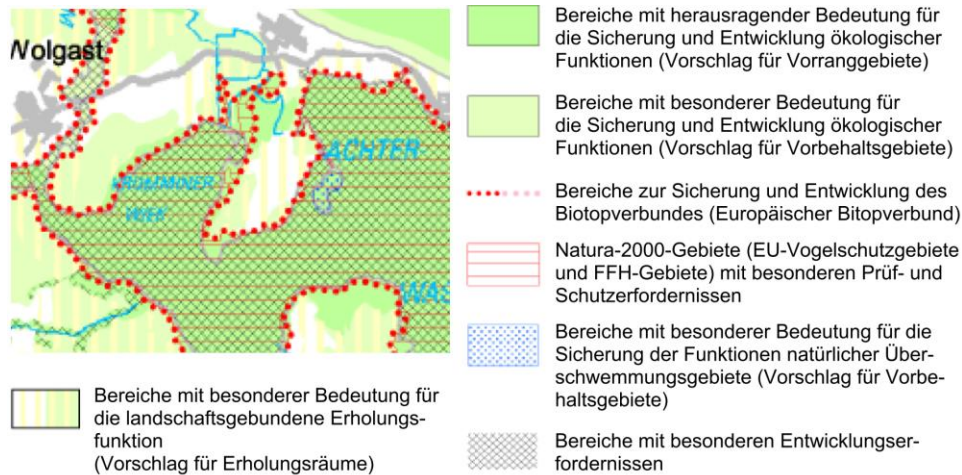 Wolgast
KRUMMINER
WIEK
ACHTER
WAS
Bereiche mit besonderer Bedeutung für
die landschaftsgebundene Erholungs-
funktion
(Vorschlag für Erholungsräume)
Bereiche mit herausragender Bedeutung für
die Sicherung und Entwicklung ökologischer
Funktionen (Vorschlag für Vorranggebiete)
Bereiche mit besonderer Bedeutung für
die Sicherung und Entwicklung ökologischer
Funktionen (Vorschlag für Vorbehaltsgebiete)
Bereiche zur Sicherung und Entwicklung des
Biotopverbundes (Europäischer Bitopverbund)
Natura-2000-Gebiete (EU-Vogelschutzgebiete
und FFH-Gebiete) mit besonderen Prüf- und
Schutzerfordernissen
Bereiche mit besonderer Bedeutung für die
Sicherung der Funktionen natürlicher Über-
schwemmungsgebiete (Vorschlag für Vorbe-
haltsgebiete)
Bereiche mit besonderen Entwicklungser-
fordernissen